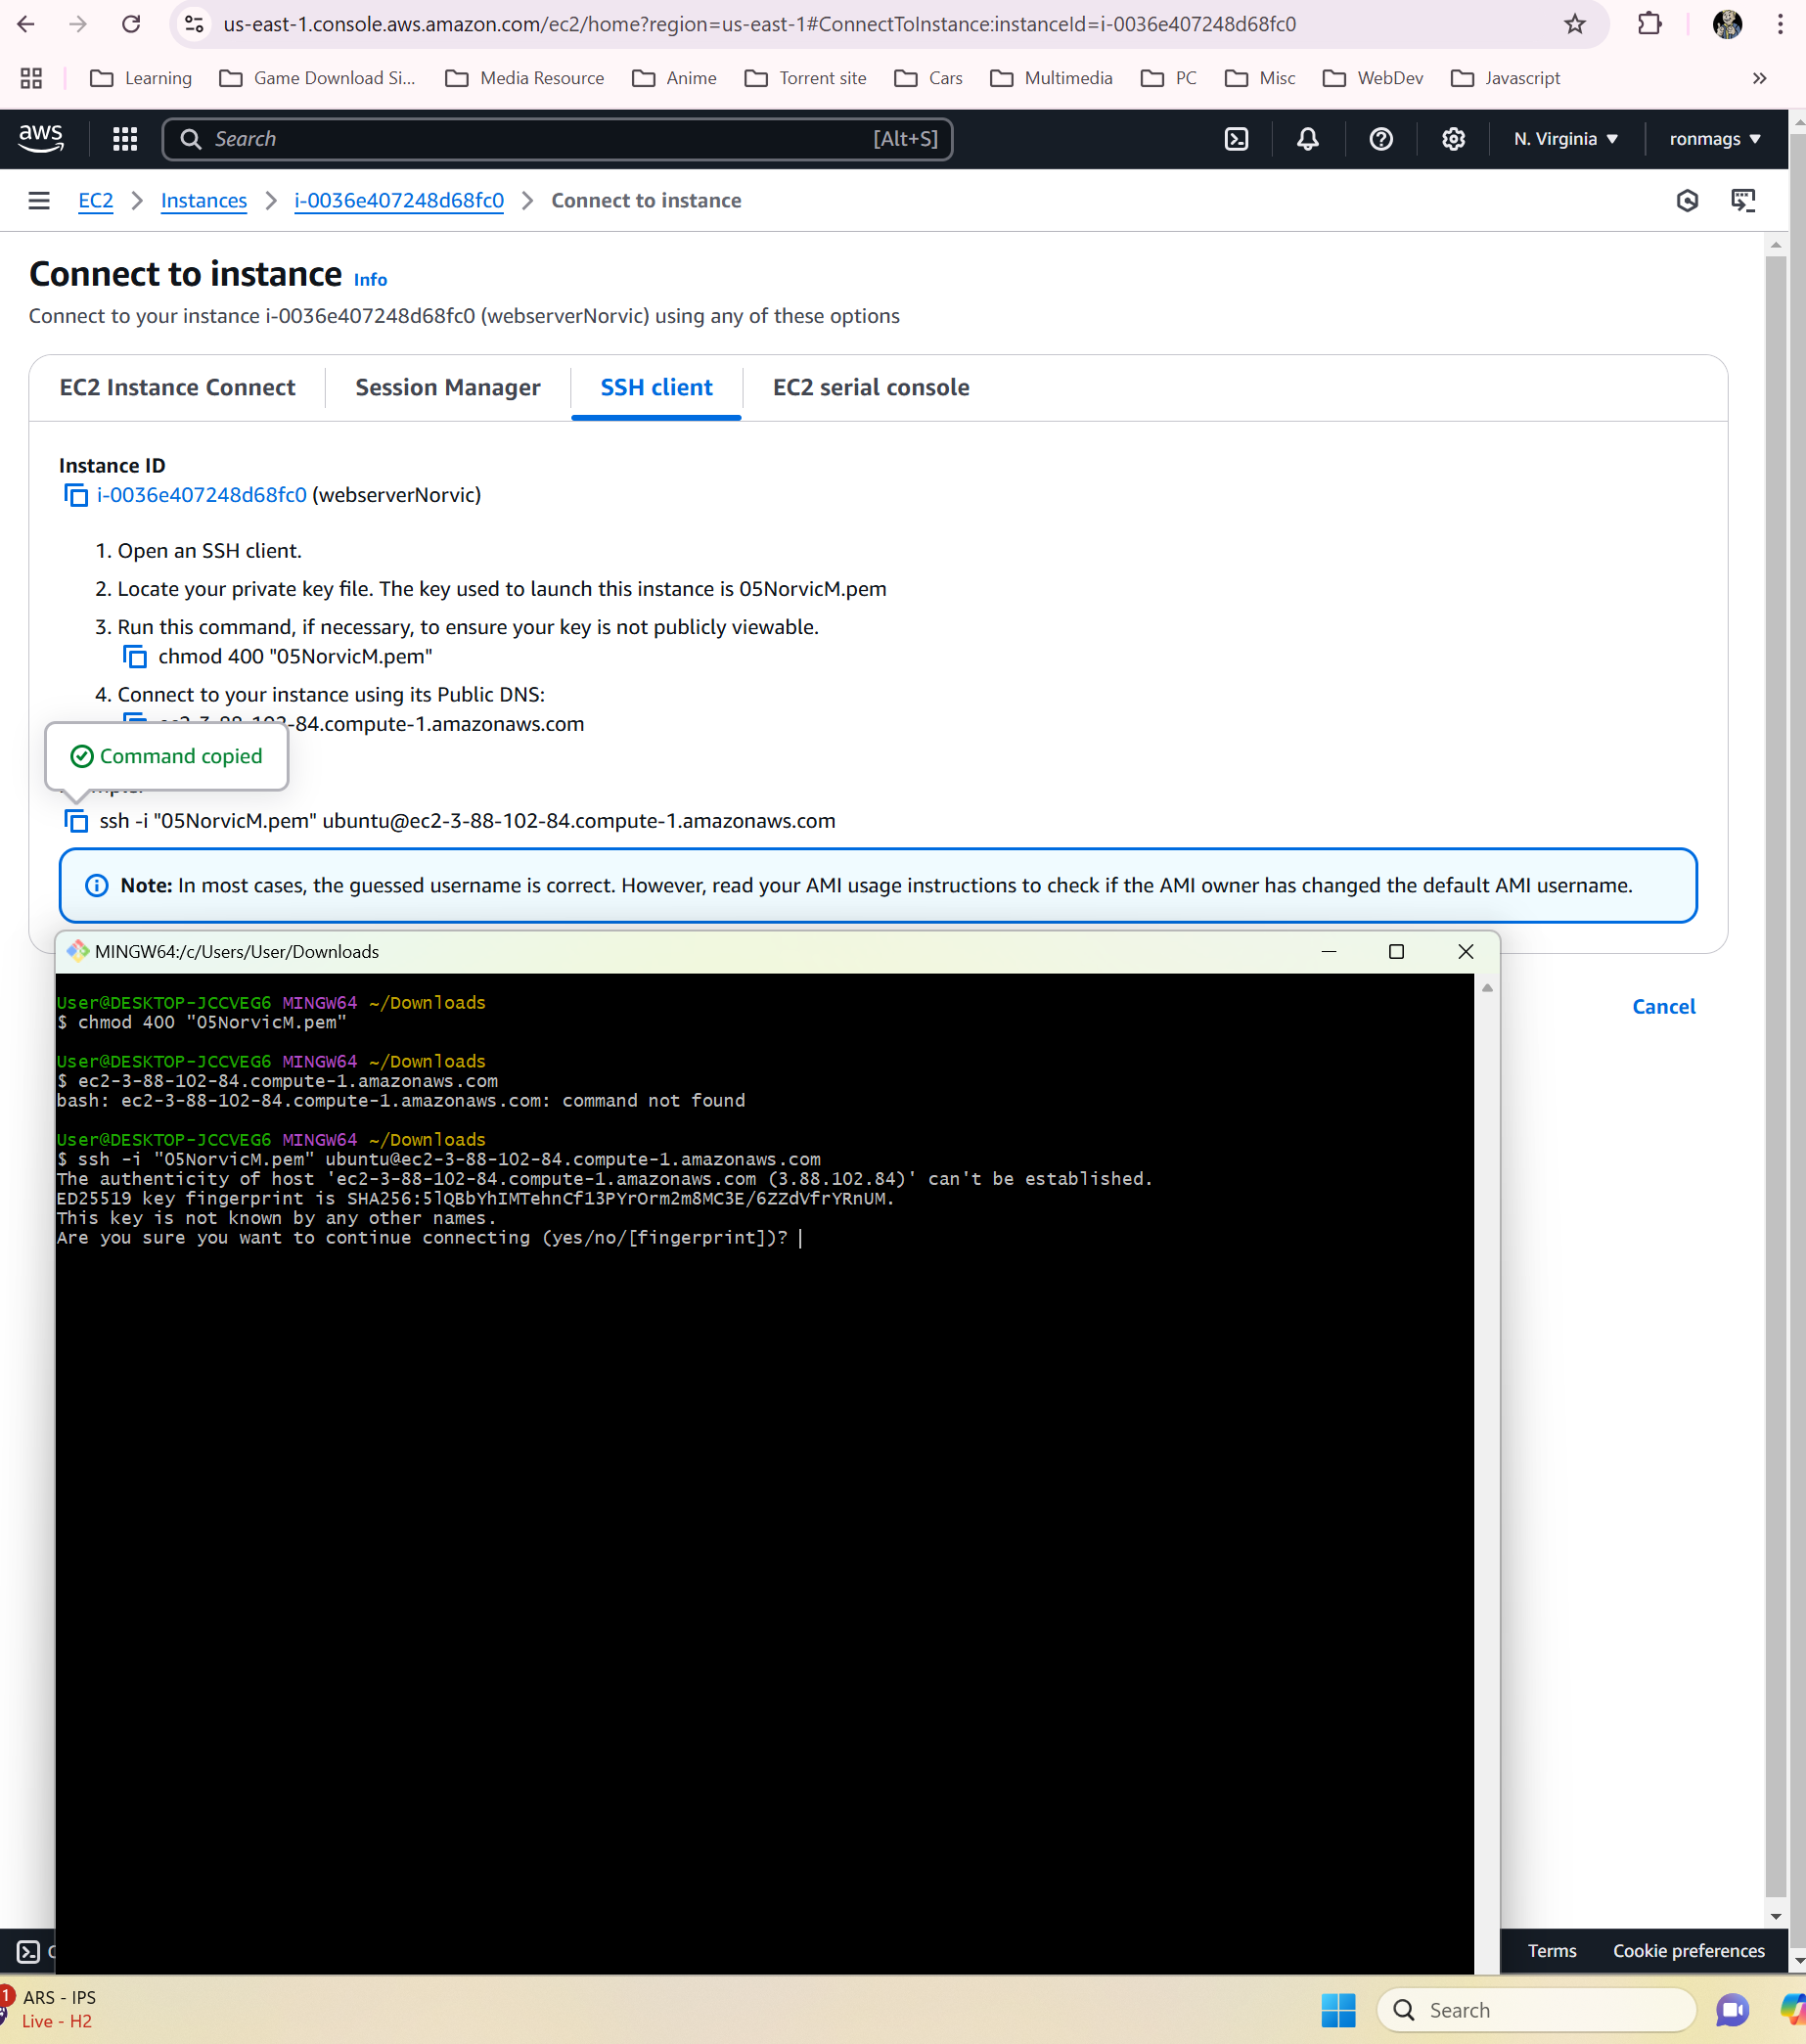 us-east-1.console.aws.amazon.com/ec2/home?region=us-east-1#ConnectToInstance:instanceId=i-0036e407248d68fc0
Learning Game Download Si... Media Resource Anime Torrent site Cars Multimedia PC Misc WebDev Javascript »
aws Search [Alt+S] N. Virginia ▼ ronmags ▼
EC2 > Instances > i-0036e407248d68fc0 > Connect to instance
Connect to instance Info
Connect to your instance i-0036e407248d68fc0 (webserverNorvic) using any of these options
EC2 Instance Connect Session Manager SSH client EC2 serial console
Instance ID
i-0036e407248d68fc0 (webserverNorvic)
1. Open an SSH client.
2. Locate your private key file. The key used to launch this instance is 05NorvicM.pem
3. Run this command, if necessary, to ensure your key is not publicly viewable.
chmod 400 "05NorvicM.pem"
4. Connect to your instance using its Public DNS:
ec2-3-88-102-84.compute-1.amazonaws.com
Command copied
ssh -i "05NorvicM.pem" ubuntu@ec2-3-88-102-84.compute-1.amazonaws.com
Note: In most cases, the guessed username is correct. However, read your AMI usage instructions to check if the AMI owner has changed the default AMI username.
MINGW64:/c/Users/User/Downloads
User@DESKTOP-JCCVEG6 MINGW64 ~/Downloads
$ chmod 400 "05NorvicM.pem"
User@DESKTOP-JCCVEG6 MINGW64 ~/Downloads
$ ec2-3-88-102-84.compute-1.amazonaws.com
bash: ec2-3-88-102-84.compute-1.amazonaws.com: command not found
User@DESKTOP-JCCVEG6 MINGW64 ~/Downloads
$ ssh -i "05NorvicM.pem" ubuntu@ec2-3-88-102-84.compute-1.amazonaws.com
The authenticity of host 'ec2-3-88-102-84.compute-1.amazonaws.com (3.88.102.84)' can't be established.
ED25519 key fingerprint is SHA256:5lQBbYhIMTehnCf13PYrOrm2m8MC3E/6ZZdVfrYRnUM.
This key is not known by any other names.
Are you sure you want to continue connecting (yes/no/[fingerprint])?
Cancel
Terms Cookie preferences
1 ARS - IPS
Live - H2
Search